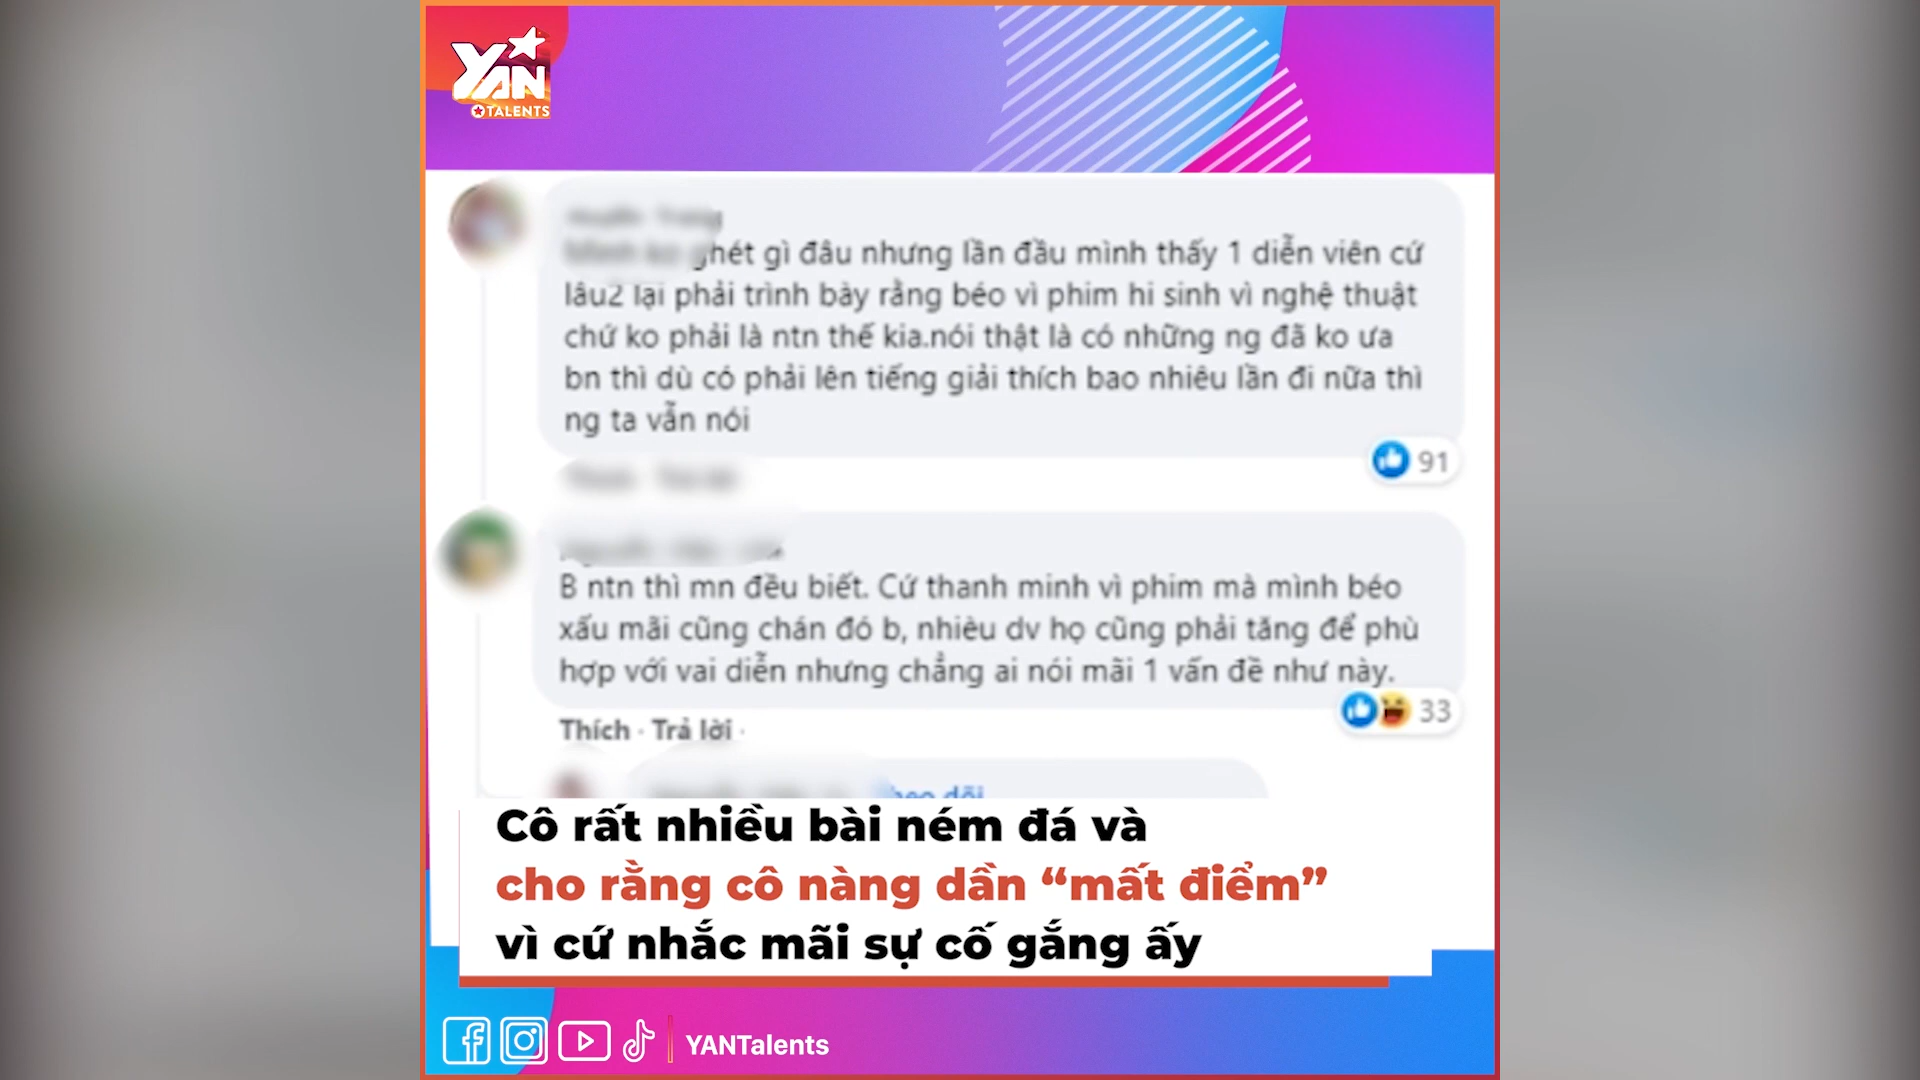 YAN
TALENTS
ghét gì đâu nhưng lần đầu mình thấy 1 diễn viên cứ
lâu2 lại phải trình bày rằng béo vì phim hi sinh vì nghệ thuật
chứ ko phải là ntn thế kia.nói thật là có những ng đã ko ưa
bn thì dù có phải lên tiếng giải thích bao nhiêu lần đi nữa thì
ng ta vẫn nói
91
B ntn thì mn đều biết. Cứ thanh minh vì phim mà mình béo
xấu mãi cũng chán đó b, nhièu dv họ cũng phải tăng để phù
hợp với vai diễn nhưng chẳng ai nói mãi 1 vấn đề như này.
33
Thích · Trả lời ·
Cô rất nhiều bài ném đá và
cho rằng cô nàng dần “mất điểm”
vì cứ nhắc mãi sự cố gắng ấy
YANTalents